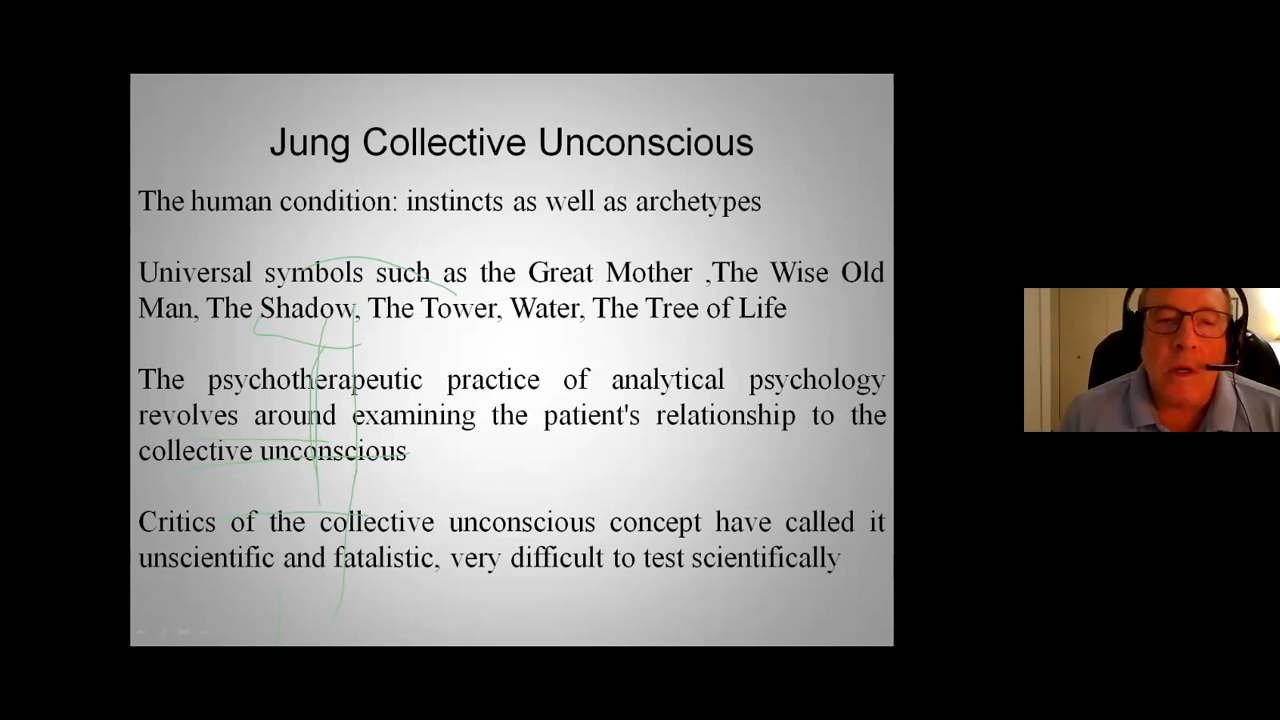 Jung Collective Unconscious
The human condition: instincts as well as archetypes
Universal symbols such as the Great Mother ,The Wise Old
Man, The Shadow, The Tower, Water, The Tree of Life
The psychotherapeutic practice of analytical psychology
revolves around examining the patient's relationship to the
collective unconscious
Critics of the collective unconscious concept have called it
unscientific and fatalistic, very difficult to test scientifically